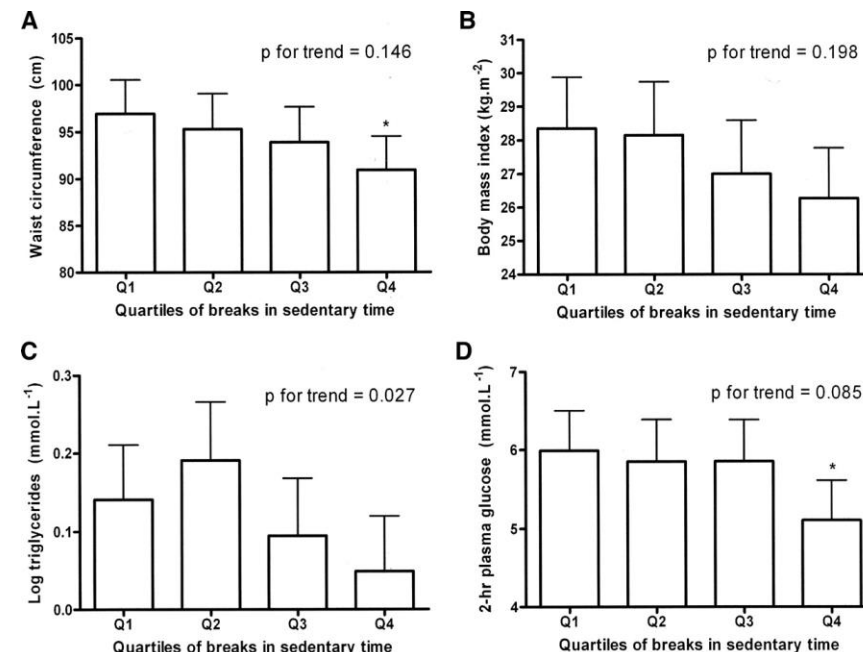 A
p for trend = 0.146
Waist circumference (cm)
105
100
95
90
85
80
*
Q1 Q2 Q3 Q4
Quartiles of breaks in sedentary time
B
p for trend = 0.198
Body mass index (kg.m-2)
31
30
29
28
27
26
25
24
Q1 Q2 Q3 Q4
Quartiles of breaks in sedentary time
C
p for trend = 0.027
Log triglycerides (mmol.L-1)
0.3
0.2
0.1
0.0
Q1 Q2 Q3 Q4
Quartiles of breaks in sedentary time
D
p for trend = 0.085
2-hr plasma glucose (mmol.L-1)
7
6
5
4
*
Q1 Q2 Q3 Q4
Quartiles of breaks in sedentary time